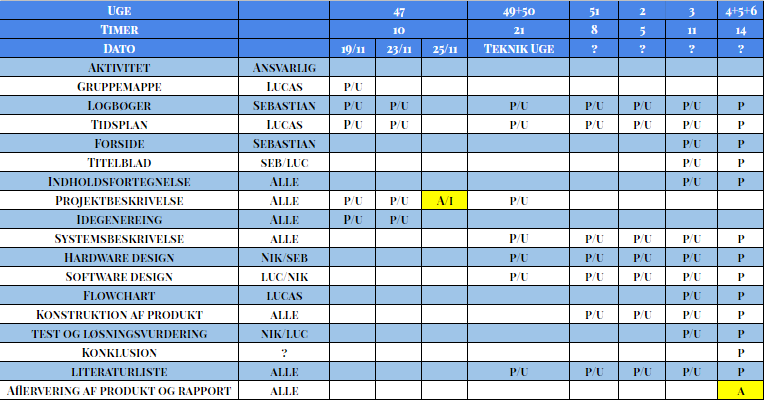 Uge 47 49+50 51 2 3 4+5+6
Timer 10 21 8 5 11 14
Dato 19/11 23/11 25/11 Teknik Uge ? ? ? ?
Aktivitet Ansvarlig
Gruppemappe Lucas P/U
Logbøger Sebastian P/U P/U P/U P/U P/U P/U P
Tidsplan Lucas P/U P/U P/U P/U P/U P/U P
Forside Sebastian P/U P
Titelblad seb/luc P/U P
Indholdsfortegnelse Alle P/U P
Projektbeskrivelse Alle P/U P/U A/I P/U
Idegenereing Alle P/U P/U
Systemsbeskrivelse alle P/U P/U P/U P/U P
Hardware design Nik/Seb P/U P/U P/U P/U P
Software design luc/nik P/U P/U P/U P/U P
Flowchart lucas P/U P
Konstruktion af produkt alle P/U P/U P/U P
test og løsningsvurdering nik/luc P/U P
Konklusion ? P
literaturliste alle P/U P/U P/U P/U P
Aflervering af produkt og rapport alle A